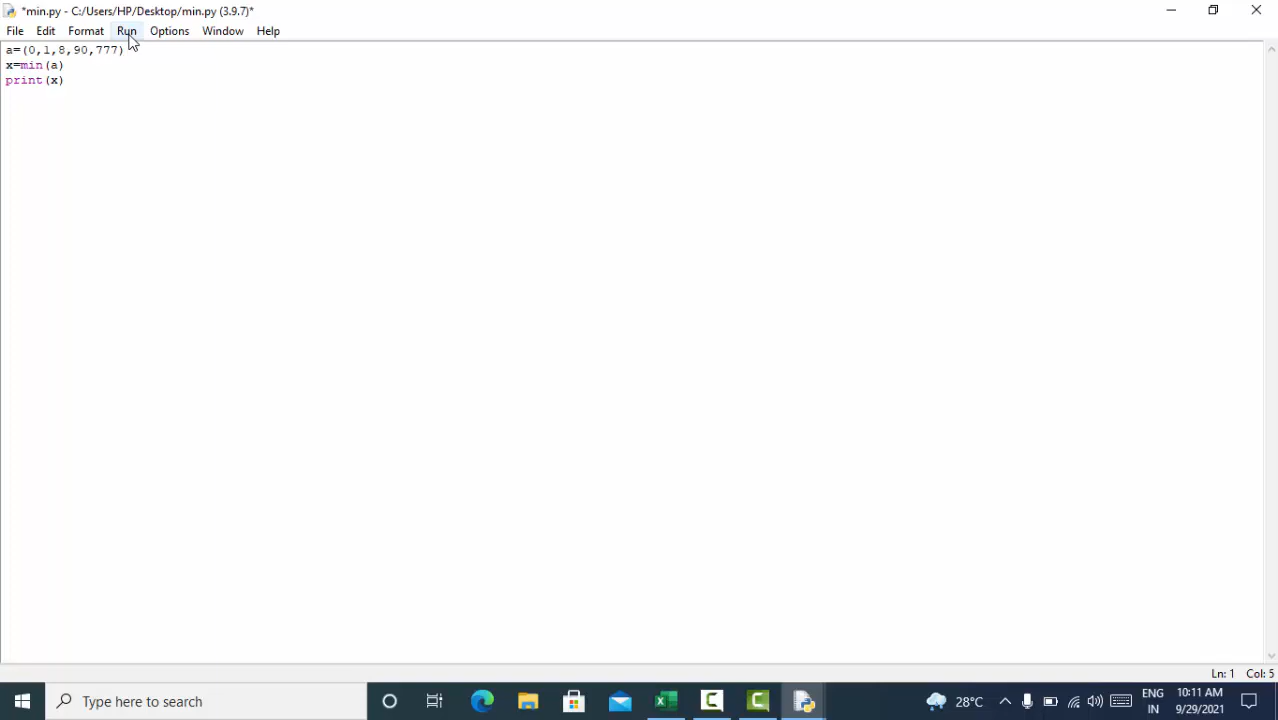 *min.py - C:/Users/HP/Desktop/min.py (3.9.7)*
File Edit Format Run Options Window Help
a=(0,1,8,90,777)
x=min(a)
print(x)
Ln: 1 Col: 5
Type here to search
28°C
ENG
IN
10:11 AM
9/29/2021